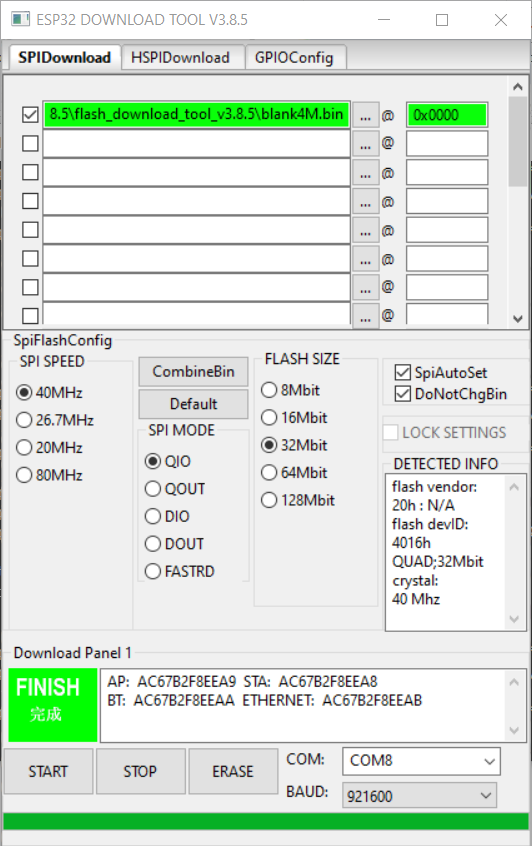 ESP32 DOWNLOAD TOOL V3.8.5
SPIDownload HSPIDownload GPIOConfig
8.5\flash_download_tool_v3.8.5\blank4M.bin ... @ 0x0000
... @
... @
... @
... @
... @
... @
... @
SpiFlashConfig
SPI SPEED
40MHz
26.7MHz
20MHz
80MHz
CombineBin
Default
SPI MODE
QIO
QOUT
DIO
DOUT
FASTRD
FLASH SIZE
8Mbit
16Mbit
32Mbit
64Mbit
128Mbit
SpiAutoSet
DoNotChgBin
LOCK SETTINGS
DETECTED INFO
flash vendor:
20h : N/A
flash devID:
4016h
QUAD;32Mbit
crystal:
40 Mhz
Download Panel 1
FINISH
完成
AP: AC67B2F8EEA9 STA: AC67B2F8EEA8
BT: AC67B2F8EEAA ETHERNET: AC67B2F8EEAB
START STOP ERASE
COM: COM8
BAUD: 921600